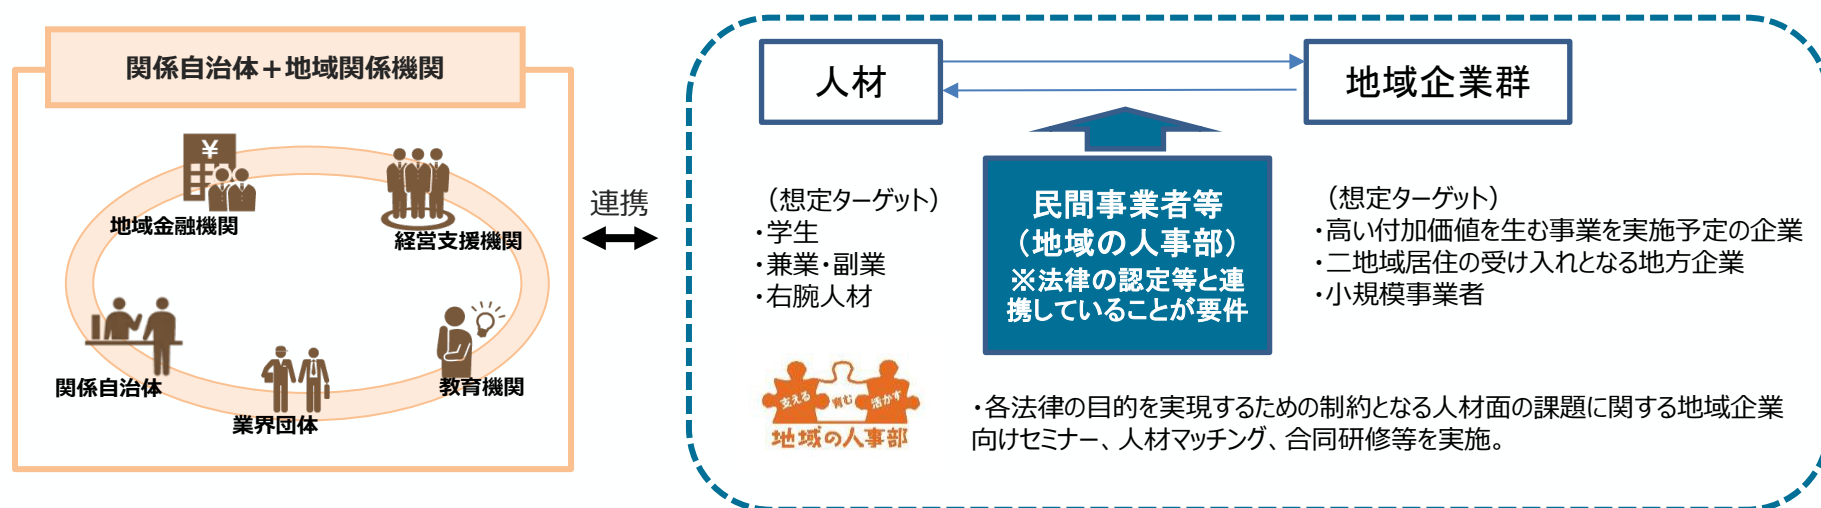 関係自治体＋地域関係機関
¥
地域金融機関
経営支援機関
関係自治体
業界団体
教育機関
連携
人材
地域企業群
（想定ターゲット）
・学生
・兼業・副業
・右腕人材
民間事業者等
（地域の人事部）
※法律の認定等と連
携していることが要件
（想定ターゲット）
・高い付加価値を生む事業を実施予定の企業
・二地域居住の受け入れとなる地方企業
・小規模事業者
支える
育む
活かす
地域の人事部
・各法律の目的を実現するための制約となる人材面の課題に関する地域企業
向けセミナー、人材マッチング、合同研修等を実施。